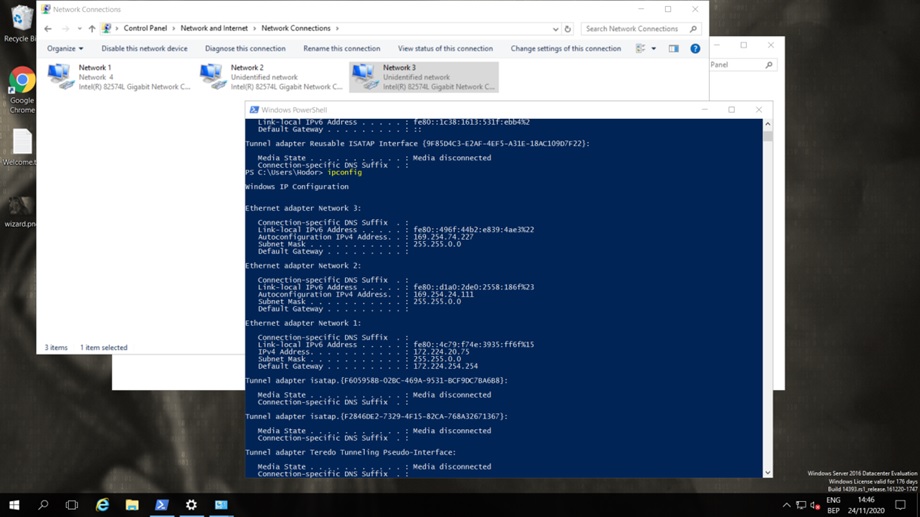 Recycle Bi
Google
Chrome
Welcome.t
wizard.pn
Network Connections
Control Panel > Network and Internet > Network Connections >
Search Network Connections
Organize
Disable this network device
Diagnose this connection
Rename this connection
View status of this connection
Change settings of this connection
Network 1
Network 4
Intel(R) 82574L Gigabit Network C...
Network 2
Unidentified network
Intel(R) 82574L Gigabit Network C...
Network 3
Unidentified network
Intel(R) 82574L Gigabit Network C...
3 items
1 item selected
Panel
Windows PowerShell
Link-local IPv6 Address . . . . . : fe80::1c38:1613:531f:ebb4%2
Default Gateway . . . . . . . . . : ::
Tunnel adapter Reusable ISATAP Interface {9F85D4C3-E2AF-4EF5-A31E-18AC109D7F22}:
Media State . . . . . . . . . . . : Media disconnected
Connection-specific DNS Suffix . :
PS C:\Users\Hodor> ipconfig
Windows IP Configuration
Ethernet adapter Network 3:
Connection-specific DNS Suffix . :
Link-local IPv6 Address . . . . . : fe80::496f:44b2:e839:4ae3%22
Autoconfiguration IPv4 Address. . : 169.254.74.227
Subnet Mask . . . . . . . . . . . : 255.255.0.0
Default Gateway . . . . . . . . . :
Ethernet adapter Network 2:
Connection-specific DNS Suffix . :
Link-local IPv6 Address . . . . . : fe80::d1a0:2de0:2558:186f%23
Autoconfiguration IPv4 Address. . : 169.254.24.111
Subnet Mask . . . . . . . . . . . : 255.255.0.0
Default Gateway . . . . . . . . . :
Ethernet adapter Network 1:
Connection-specific DNS Suffix . :
Link-local IPv6 Address . . . . . : fe80::4c79:f74e:3935:ff6f%15
IPv4 Address. . . . . . . . . . . : 172.224.20.75
Subnet Mask . . . . . . . . . . . : 255.255.0.0
Default Gateway . . . . . . . . . : 172.224.254.254
Tunnel adapter isatap.{F605958B-02BC-469A-9531-BCF9DC7BA6B8}:
Media State . . . . . . . . . . . : Media disconnected
Connection-specific DNS Suffix . :
Tunnel adapter isatap.{F2846DE2-7329-4F15-82CA-768A32671367}:
Media State . . . . . . . . . . . : Media disconnected
Connection-specific DNS Suffix . :
Tunnel adapter Teredo Tunneling Pseudo-Interface:
Media State . . . . . . . . . . . : Media disconnected
Connection-specific DNS Suffix . :
Windows Server 2016 Datacenter Evaluation
Windows License valid for 176 days
Build 14393.rs1_release.161220-1747
ENG
BEP
14:46
24/11/2020